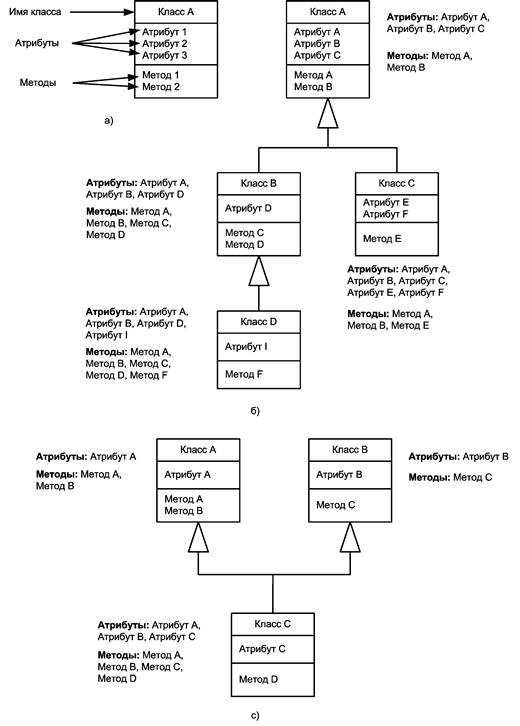 Имя класса
Атрибуты
Методы
Класс A
Атрибут 1
Атрибут 2
Атрибут 3
Метод 1
Метод 2
а)
Класс A
Атрибут A
Атрибут B
Атрибут C
Метод A
Метод B
Атрибуты: Атрибут A,
Атрибут B, Атрибут C
Методы: Метод A,
Метод B
Атрибуты: Атрибут A,
Атрибут B, Атрибут D
Методы: Метод A,
Метод B, Метод C,
Метод D
Класс B
Атрибут D
Метод C
Метод D
Класс C
Атрибут E
Атрибут F
Метод E
Атрибуты: Атрибут A,
Атрибут B, Атрибут C,
Атрибут E, Атрибут F
Методы: Метод A,
Метод B, Метод E
Атрибуты: Атрибут A,
Атрибут B, Атрибут D,
Атрибут I
Методы: Метод A,
Метод B, Метод C,
Метод D, Метод F
Класс D
Атрибут I
Метод F
б)
Атрибуты: Атрибут A
Методы: Метод A,
Метод B
Класс A
Атрибут A
Метод A
Метод B
Класс B
Атрибут B
Метод C
Атрибуты: Атрибут B
Методы: Метод C
Атрибуты: Атрибут A,
Атрибут B, Атрибут C
Методы: Метод A,
Метод B, Метод C,
Метод D
Класс C
Атрибут C
Метод D
с)